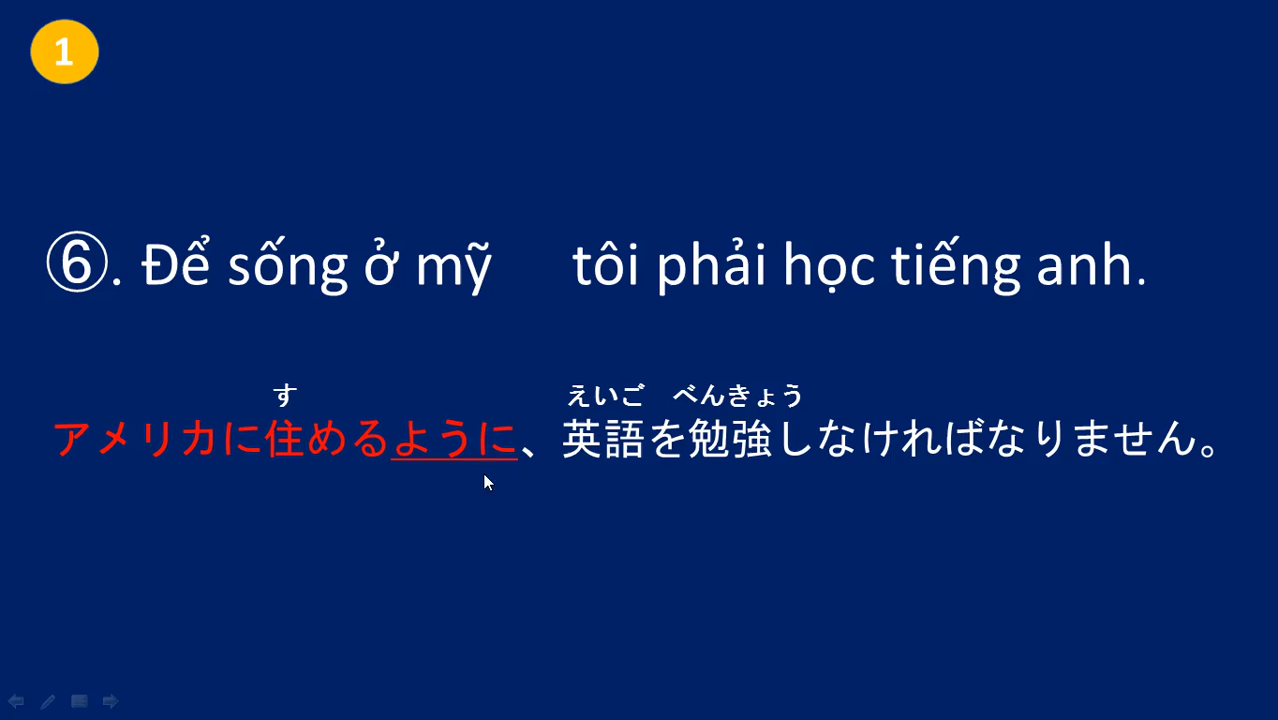 1
⑥. Để sống ở mỹ tôi phải học tiếng anh.
す えいご べんきょう
アメリカに住めるように、英語を勉強しなければなりません。